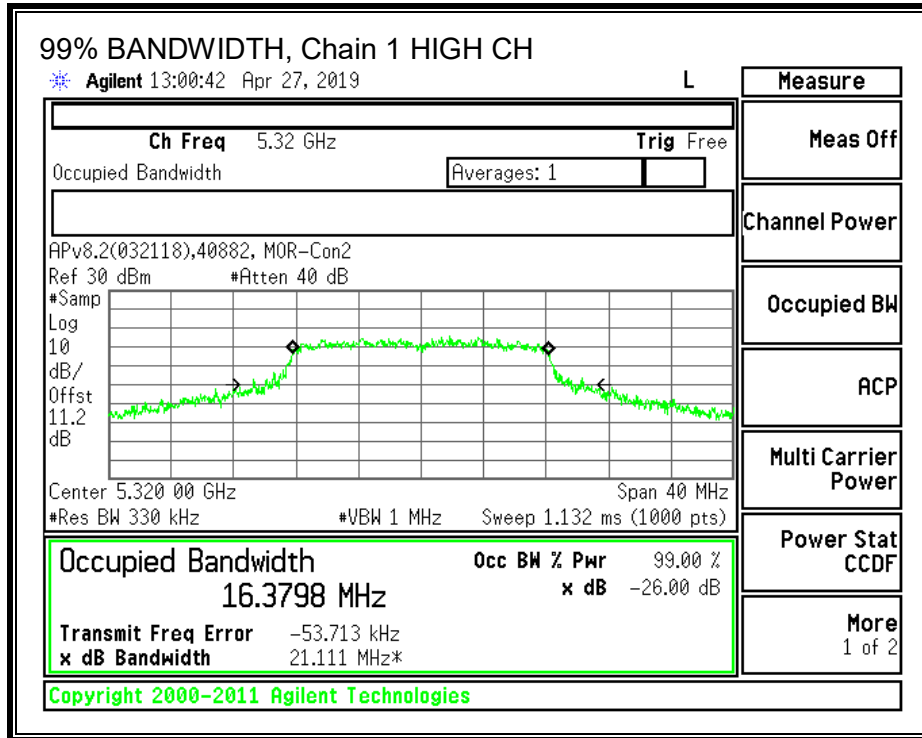 99% BANDWIDTH, Chain 1 HIGH CH
Agilent 13:00:42 Apr 27, 2019 L
Ch Freq 5.32 GHz Trig Free
Occupied Bandwidth Averages: 1
APv8.2(032118),40882, MOR-Con2
Ref 30 dBm #Atten 40 dB
#Samp
Log
10
dB/
Offst
11.2
dB
Center 5.320 00 GHz Span 40 MHz
#Res BW 330 kHz #VBW 1 MHz Sweep 1.132 ms (1000 pts)
Occupied Bandwidth Occ BW % Pwr 99.00 %
16.3798 MHz x dB -26.00 dB
Transmit Freq Error -53.713 kHz
x dB Bandwidth 21.111 MHz*
Copyright 2000-2011 Agilent Technologies
Measure
Meas Off
Channel Power
Occupied BW
ACP
Multi Carrier
Power
Power Stat
CCDF
More
1 of 2